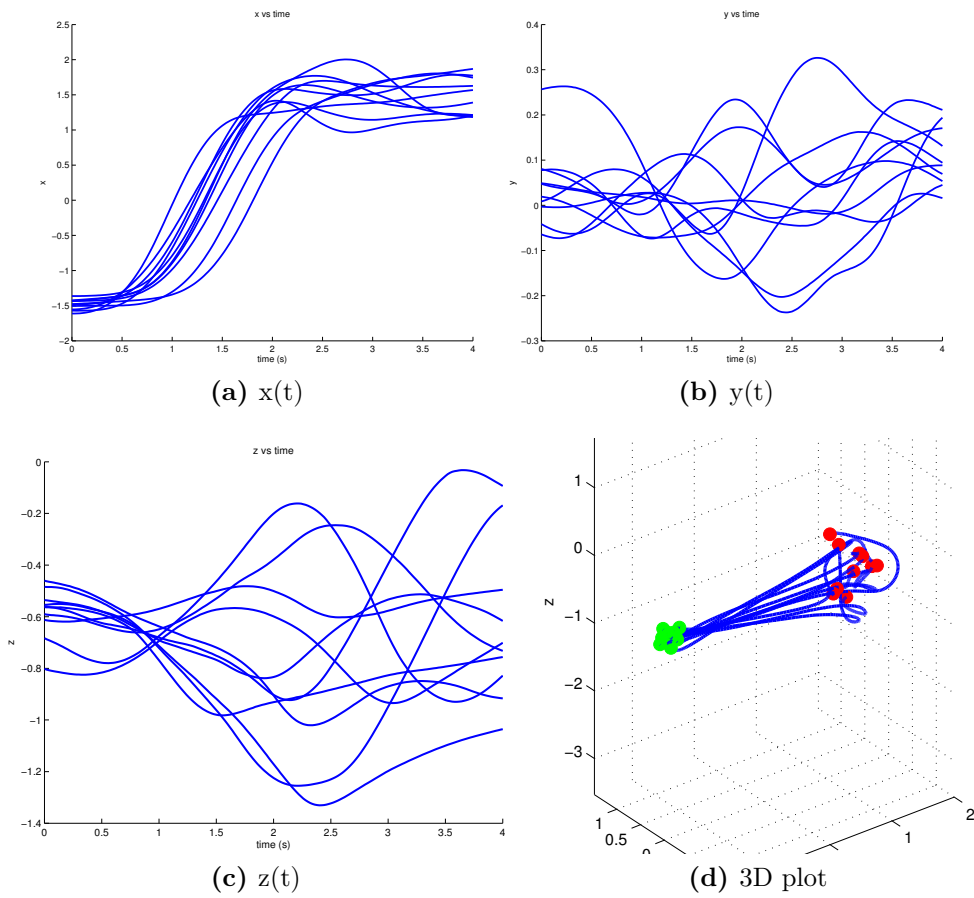 x vs time
2.5
2
1.5
1
0.5
0
−0.5
−1
−1.5
−2
x
0 0.5 1 1.5 2 2.5 3 3.5 4
time (s)
(a) x(t)
y vs time
0.4
0.3
0.2
0.1
0
−0.1
−0.2
−0.3
y
0 0.5 1 1.5 2 2.5 3 3.5 4
time (s)
(b) y(t)
z vs time
0
−0.2
−0.4
−0.6
−0.8
−1
−1.2
−1.4
z
0 0.5 1 1.5 2 2.5 3 3.5 4
time (s)
(c) z(t)
1
0
−1
−2
−3
z
1
0.5
0
1
2
(d) 3D plot